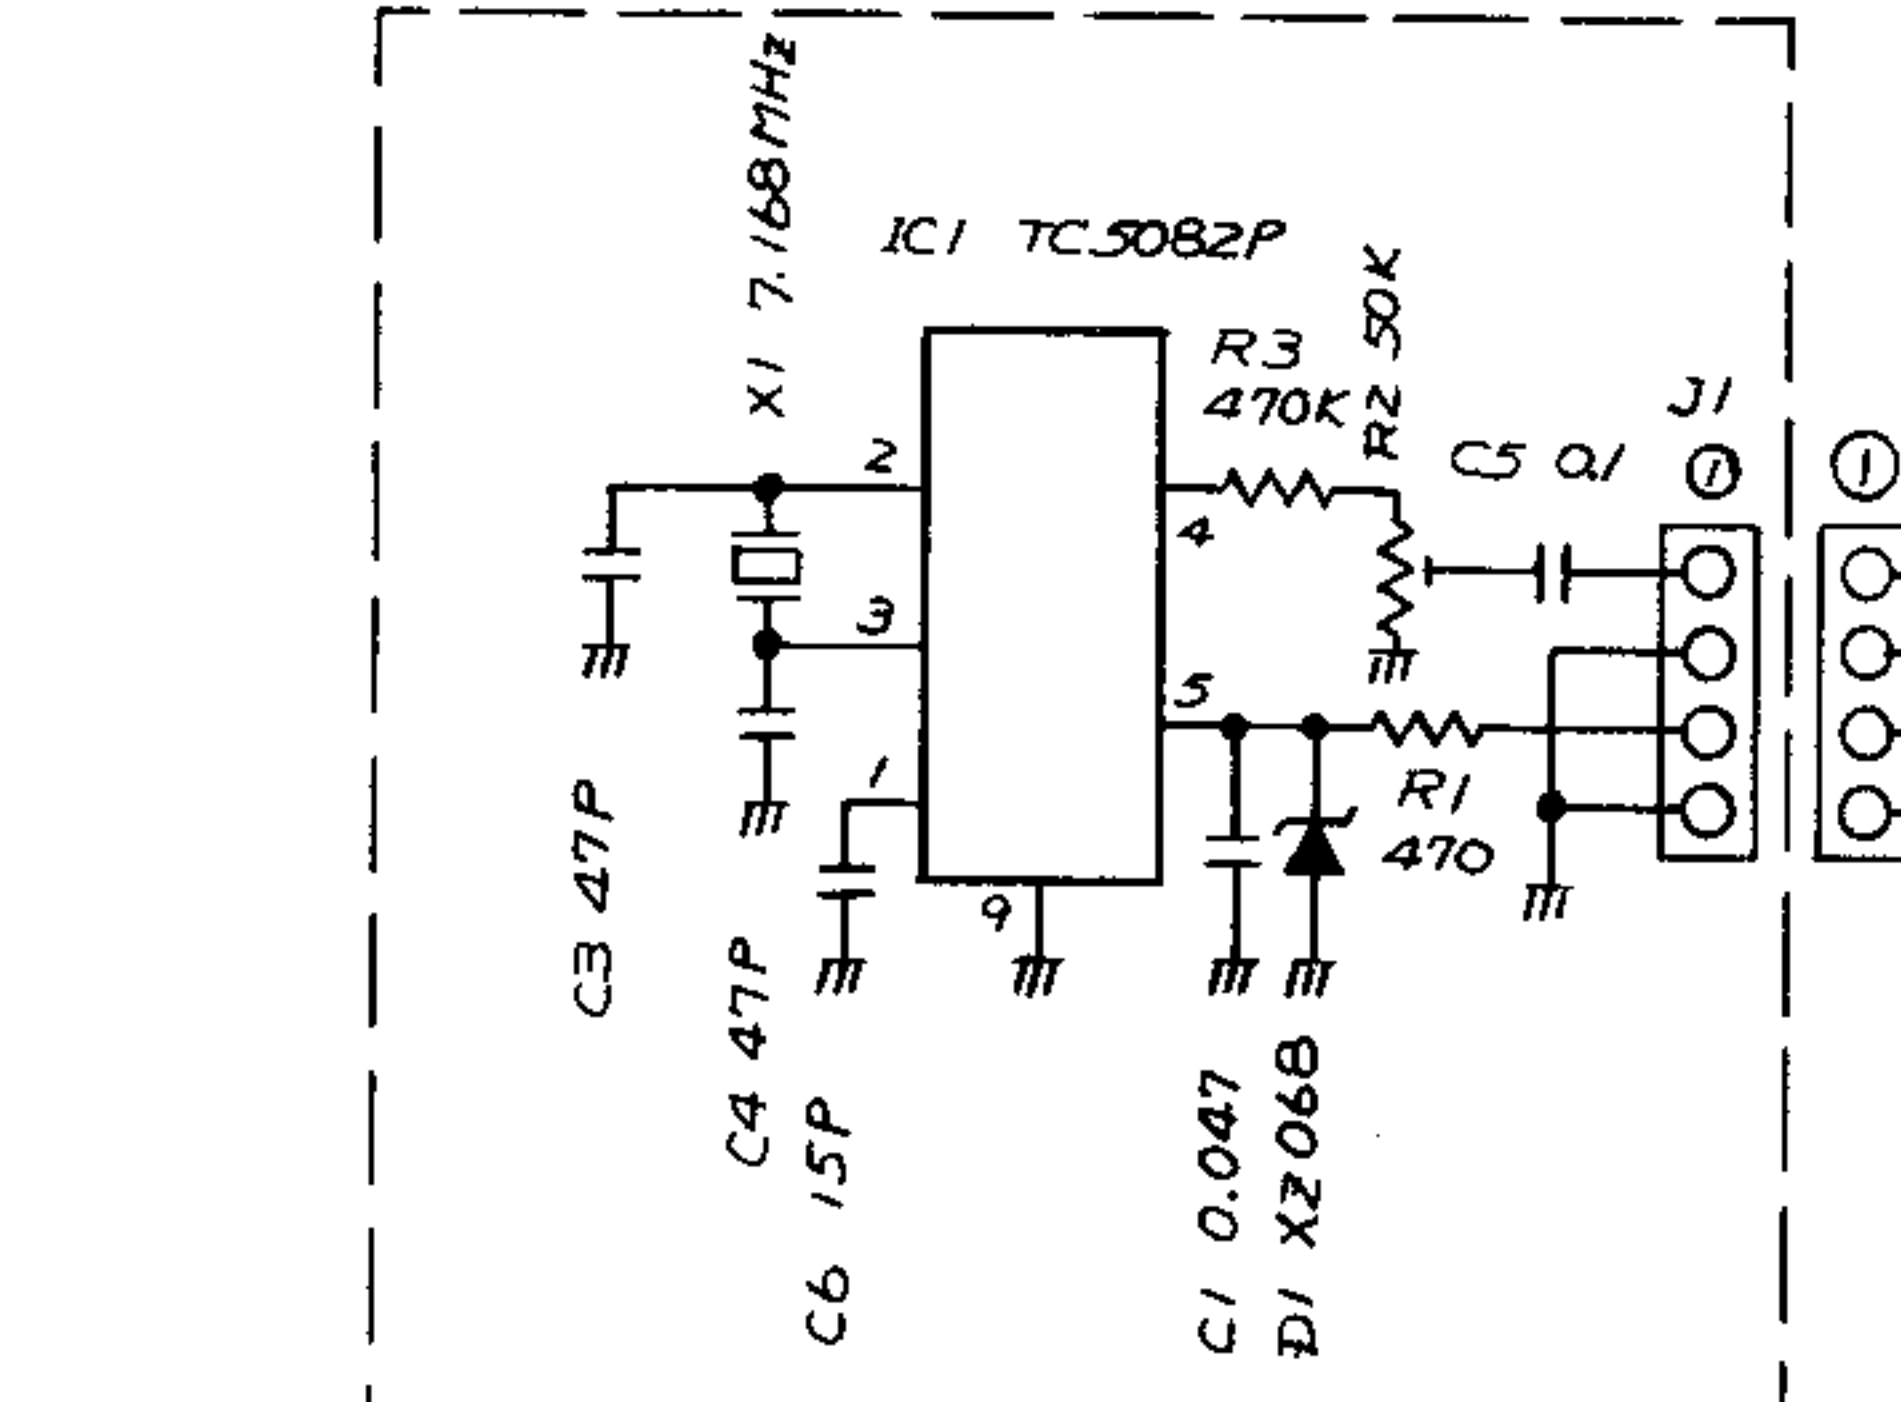 X1 7.168MHz
IC1 TC5082P
R3
470K
R2 50K
J1
C5 0.1
1
1
2
4
3
5
1
R1
470
9
C3 47P
C4 47P
C6 15P
C1 0.047
D1 XZ068